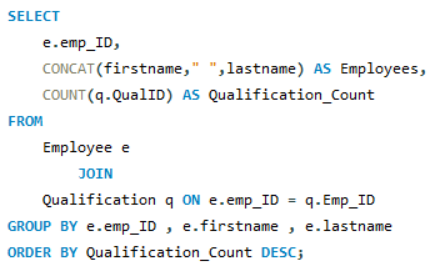 SELECT
e.emp_ID,
CONCAT(firstname," ",lastname) AS Employees,
COUNT(q.QualID) AS Qualification_Count
FROM
Employee e
JOIN
Qualification q ON e.emp_ID = q.Emp_ID
GROUP BY e.emp_ID , e.firstname , e.lastname
ORDER BY Qualification_Count DESC;